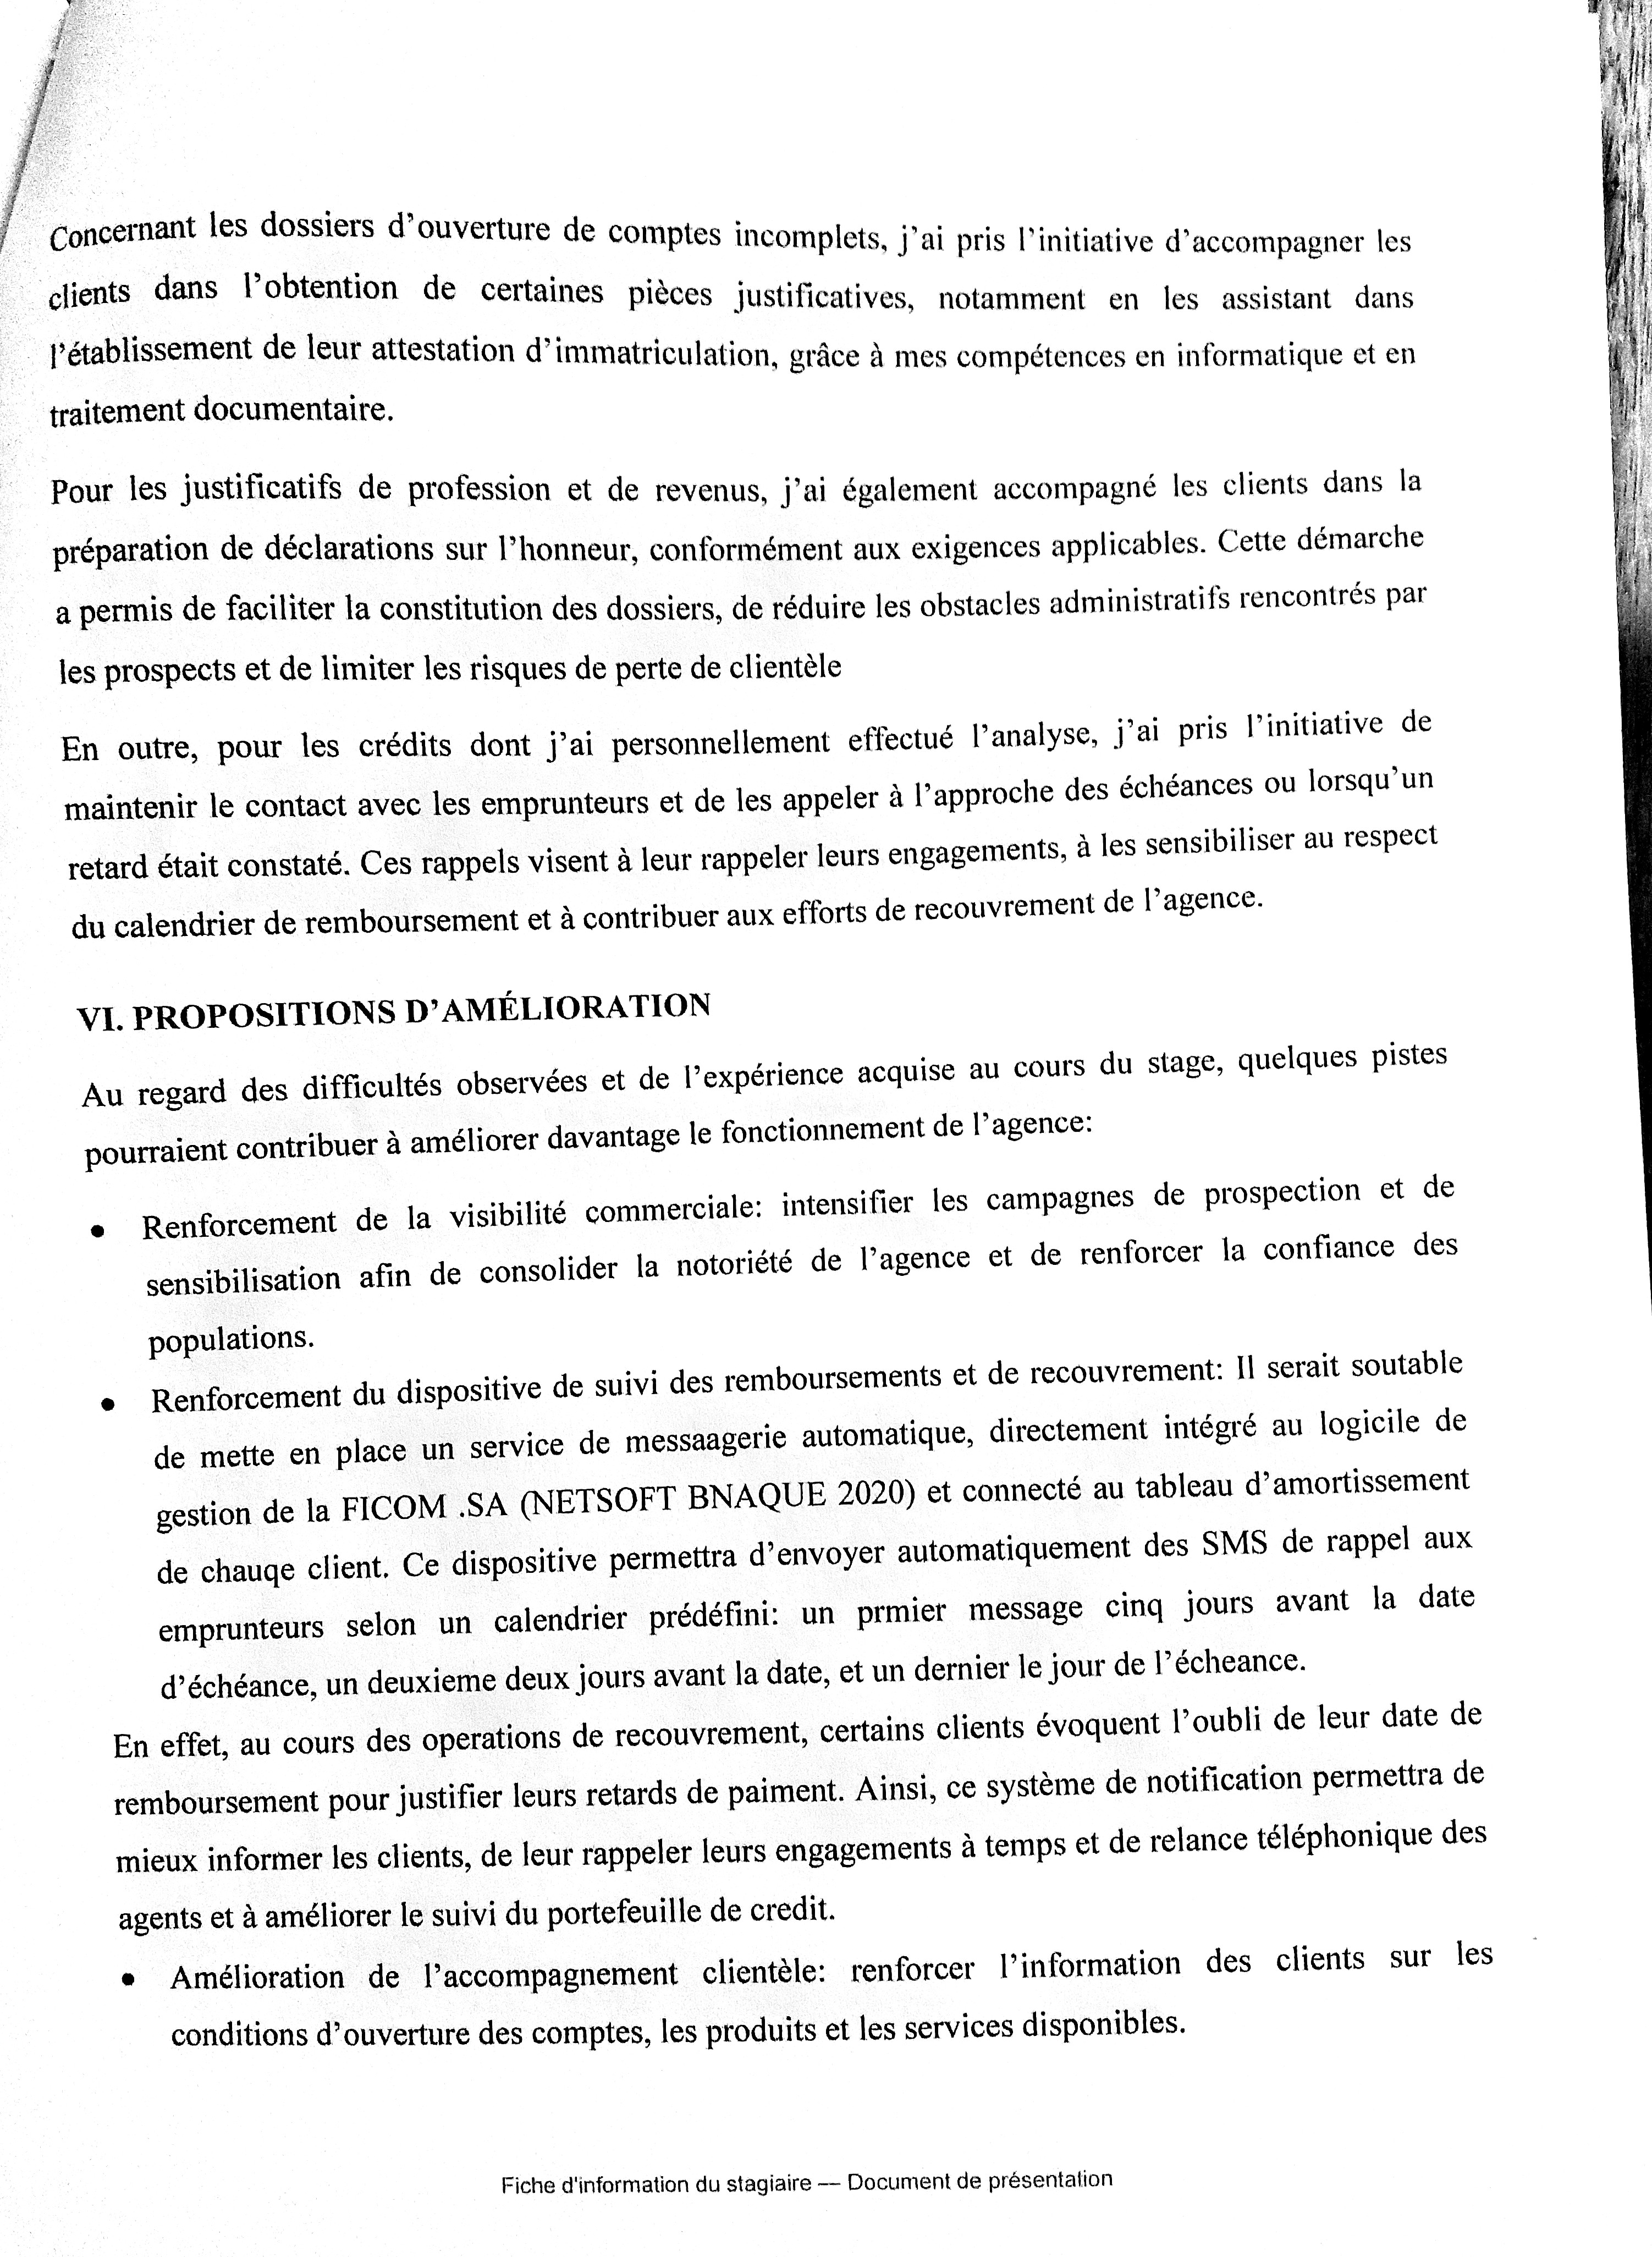 Concernant les dossiers d’ouverture de comptes incomplets, j’ai pris l’initiative d’accompagner les
clients dans l’obtention de certaines pièces justificatives, notamment en les assistant dans
l’établissement de leur attestation d’immatriculation, grâce à mes compétences en informatique et en
traitement documentaire.
Pour les justificatifs de profession et de revenus, j’ai également accompagné les clients dans la
préparation de déclarations sur l’honneur, conformément aux exigences applicables. Cette démarche
a permis de faciliter la constitution des dossiers, de réduire les obstacles administratifs rencontrés par
les prospects et de limiter les risques de perte de clientèle
En outre, pour les crédits dont j’ai personnellement effectué l’analyse, j’ai pris l’initiative de
maintenir le contact avec les emprunteurs et de les appeler à l’approche des échéances ou lorsqu’un
retard était constaté. Ces rappels visent à leur rappeler leurs engagements, à les sensibiliser au respect
du calendrier de remboursement et à contribuer aux efforts de recouvrement de l’agence.
VI. PROPOSITIONS D’AMÉLIORATION
Au regard des difficultés observées et de l’expérience acquise au cours du stage, quelques pistes
pourraient contribuer à améliorer davantage le fonctionnement de l’agence:
• Renforcement de la visibilité commerciale: intensifier les campagnes de prospection et de
sensibilisation afin de consolider la notoriété de l’agence et de renforcer la confiance des
populations.
• Renforcement du dispositive de suivi des remboursements et de recouvrement: Il serait soutable
de mette en place un service de messaagerie automatique, directement intégré au logicile de
gestion de la FICOM .SA (NETSOFT BNAQUE 2020) et connecté au tableau d’amortissement
de chauqe client. Ce dispositive permettra d’envoyer automatiquement des SMS de rappel aux
emprunteurs selon un calendrier prédéfini: un prmier message cinq jours avant la date
d’échéance, un deuxieme deux jours avant la date, et un dernier le jour de l’écheance.
En effet, au cours des operations de recouvrement, certains clients évoquent l’oubli de leur date de
remboursement pour justifier leurs retards de paiment. Ainsi, ce système de notification permettra de
mieux informer les clients, de leur rappeler leurs engagements à temps et de relance téléphonique des
agents et à améliorer le suivi du portefeuille de credit.
• Amélioration de l’accompagnement clientèle: renforcer l’information des clients sur les
conditions d’ouverture des comptes, les produits et les services disponibles.
Fiche d'information du stagiaire — Document de présentation